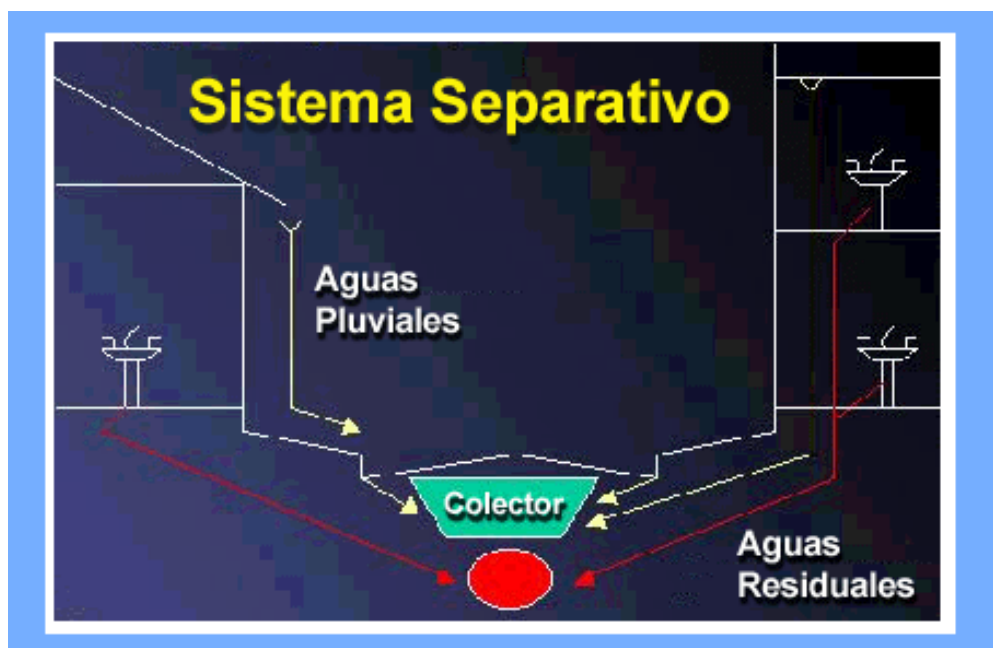 Sistema Separativo
Aguas
Pluviales
Colector
Aguas
Residuales